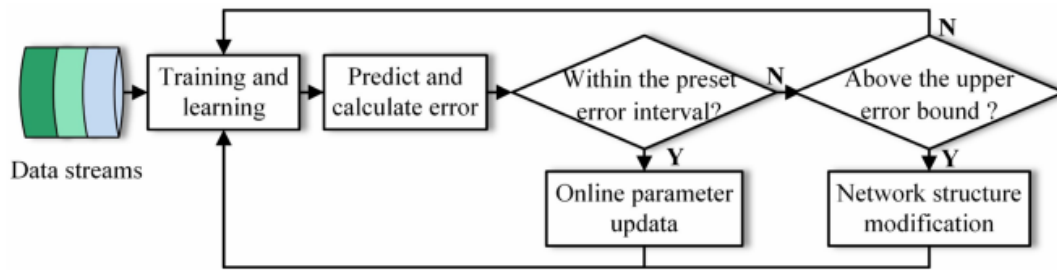 Data streams
Training and
learning
Predict and
calculate error
Within the preset
error interval?
N
Y
Online parameter
updata
Above the upper
error bound ?
N
Y
Network structure
modification